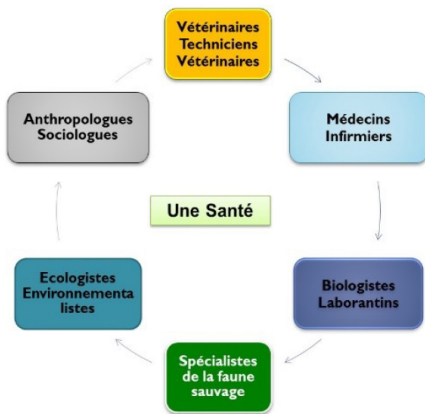 Vétérinaires
Techniciens
Vétérinaires
Anthropologues
Sociologues
Médecins
Infirmiers
Une Santé
Ecologistes
Environnementa
listes
Biologistes
Laborantins
Spécialistes
de la faune
sauvage